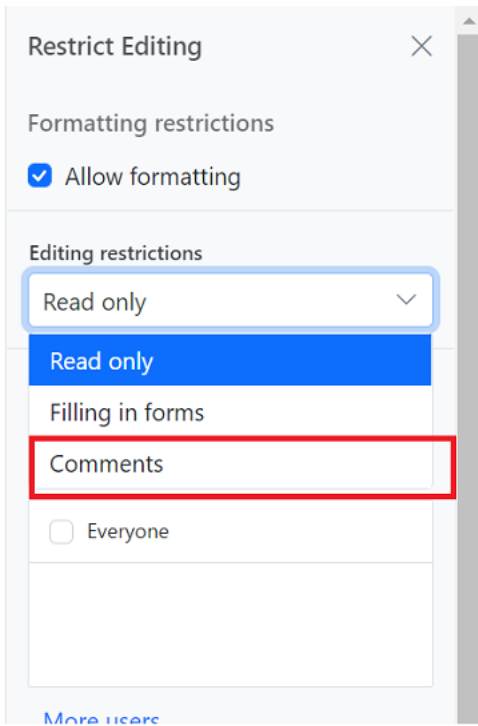 Restrict Editing
Formatting restrictions
Allow formatting
Editing restrictions
Read only
Read only
Filling in forms
Comments
Everyone
More users